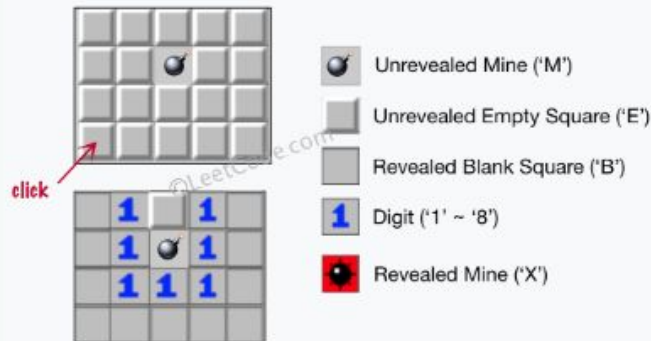 Unrevealed Mine ('M')
Unrevealed Empty Square ('E')
©LeetCode.com
Revealed Blank Square ('B')
click
1 1
1 1
1 1 1
1 Digit ('1' ~ '8')
Revealed Mine ('X')